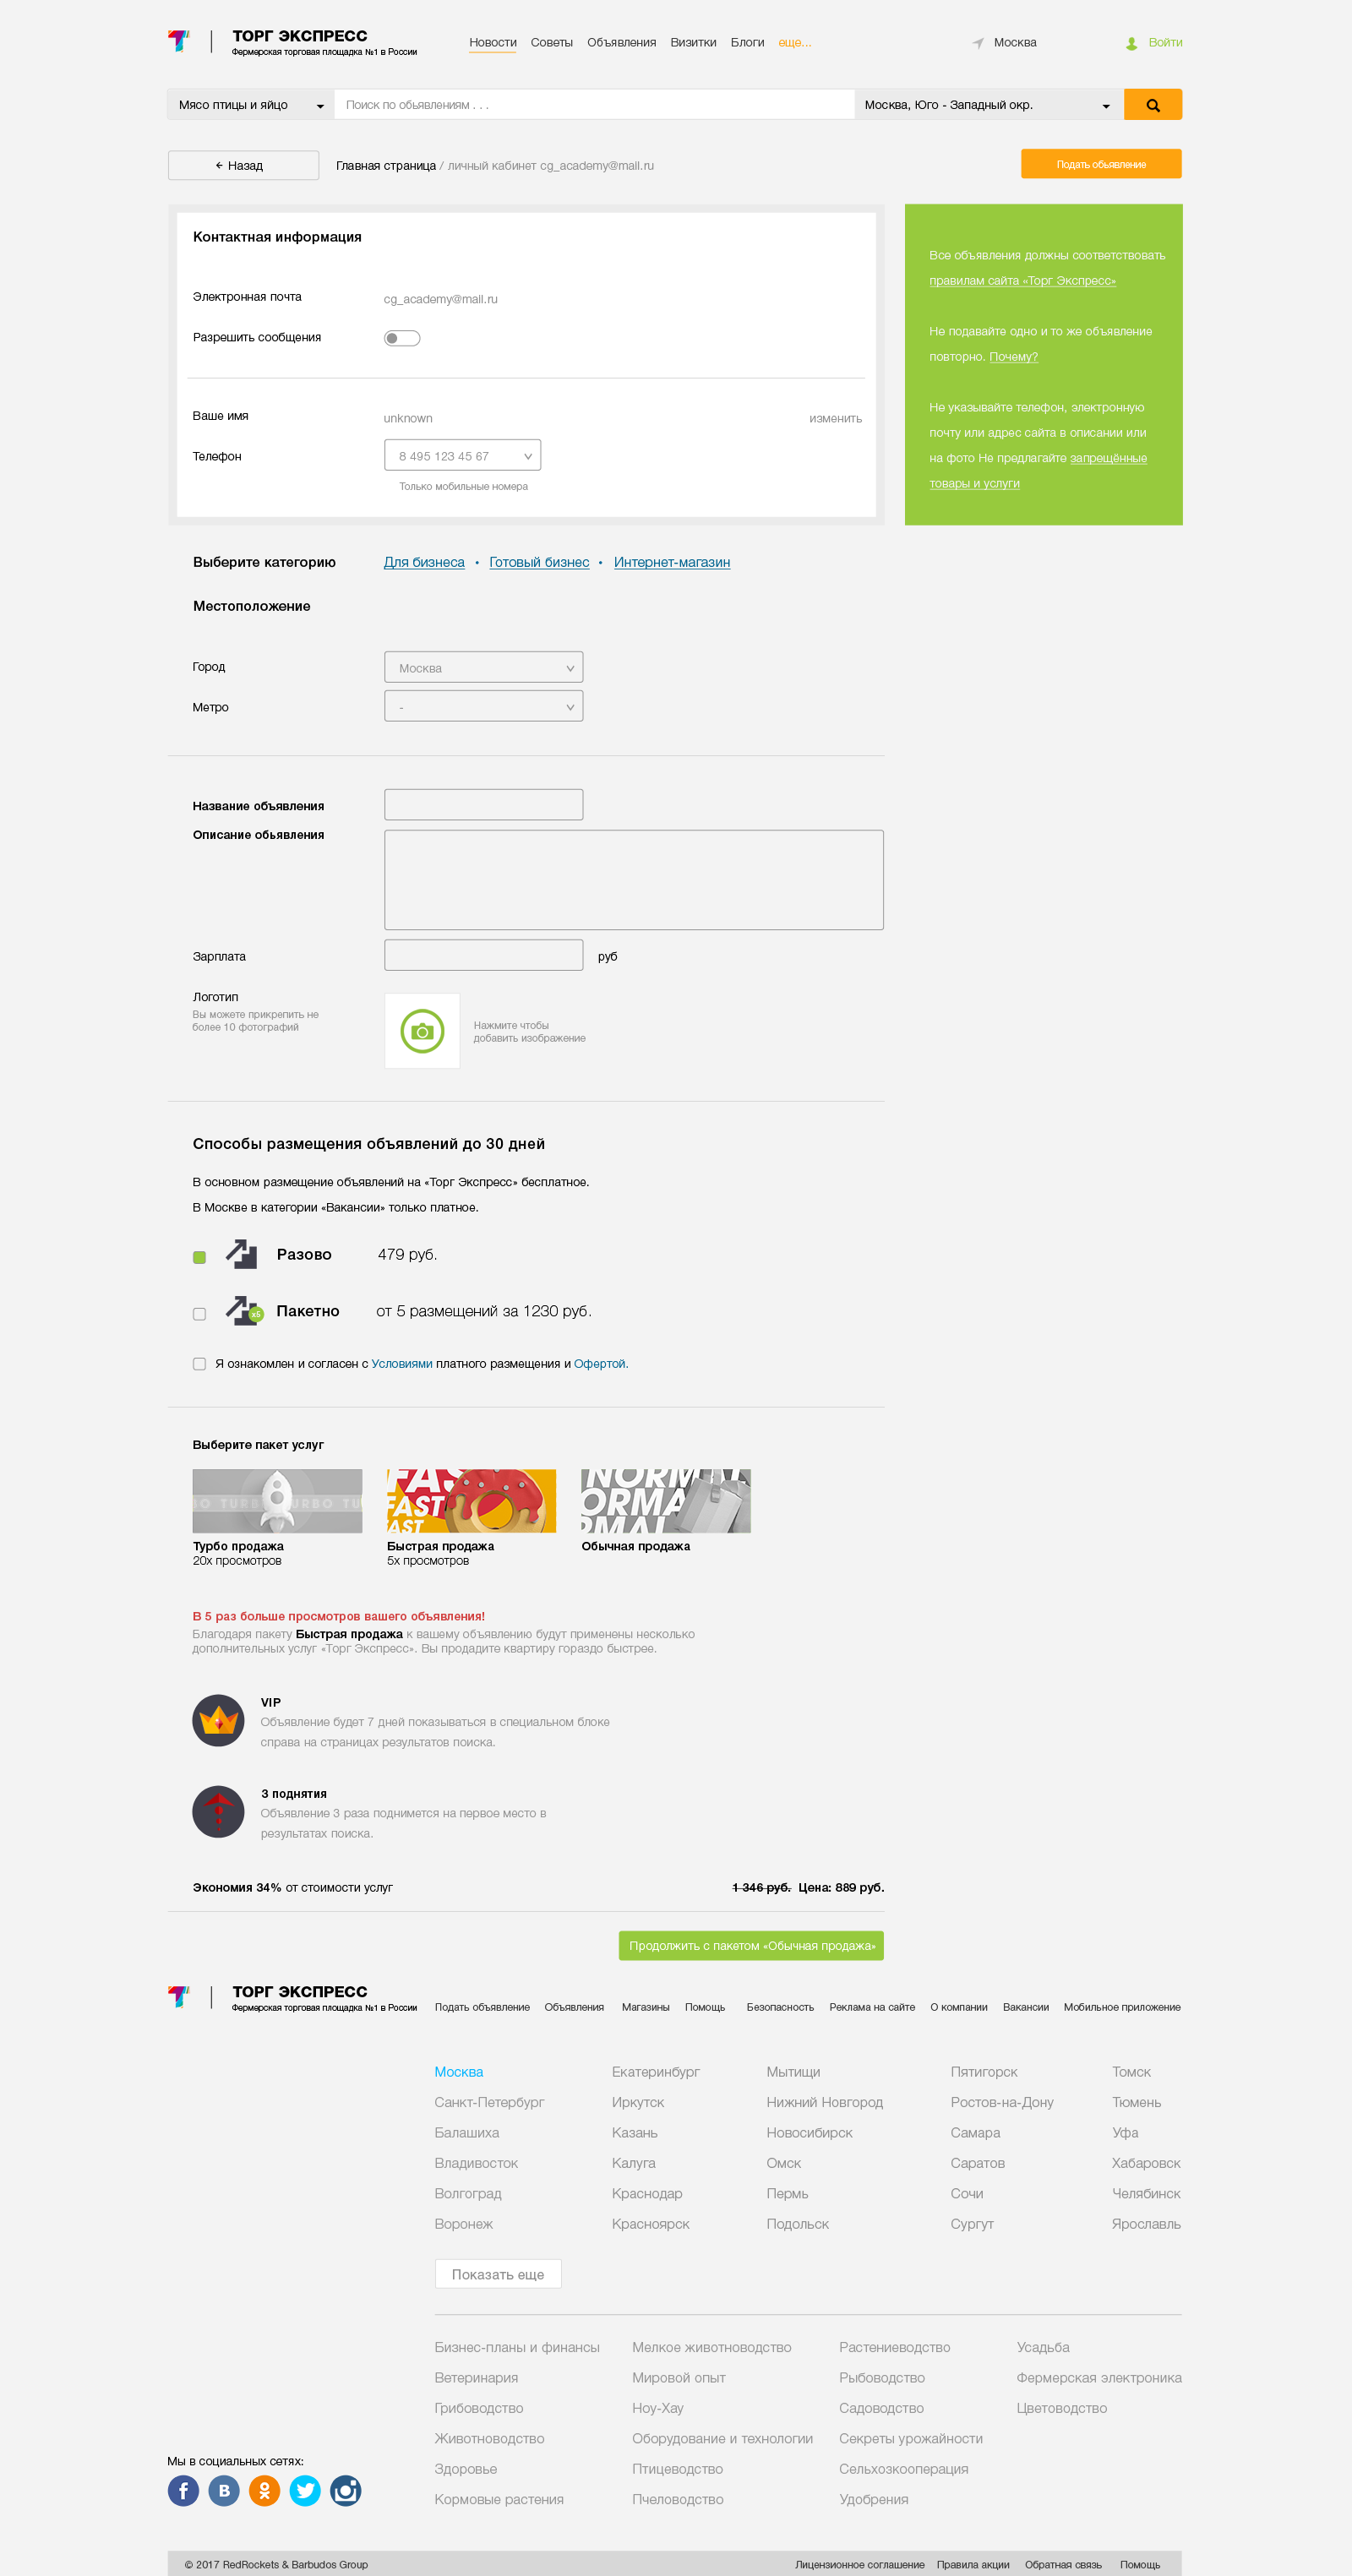 ТОРГ ЭКСПРЕСС
Фермерская торговая площадка №1 в России
Новости Советы Объявления Визитки Блоги еще...
Москва
Войти
Мясо птицы и яйцо
Поиск по объявлениям . . .
Москва, Юго - Западный окр.
Назад
Главная страница / личный кабинет cg_academy@mail.ru
Подать объявление
Контактная информация
Электронная почта cg_academy@mail.ru
Разрешить сообщения
Ваше имя unknown изменить
Телефон 8 495 123 45 67
Только мобильные номера
Все объявления должны соответствовать
правилам сайта «Торг Экспресс»
Не подавайте одно и то же объявление
повторно. Почему?
Не указывайте телефон, электронную
почту или адрес сайта в описании или
на фото Не предлагайте запрещённые
товары и услуги
Выберите категорию Для бизнеса • Готовый бизнес • Интернет-магазин
Местоположение
Город Москва
Метро -
Название объявления
Описание обьявления
Зарплата руб
Логотип
Вы можете прикрепить не
более 10 фотографий
Нажмите чтобы
добавить изображение
Способы размещения объявлений до 30 дней
В основном размещение объявлений на «Торг Экспресс» бесплатное.
В Москве в категории «Вакансии» только платное.
Разово 479 руб.
x5
Пакетно от 5 размещений за 1230 руб.
Я ознакомлен и согласен с Условиями платного размещения и Офертой.
Выберите пакет услуг
TURBO TU
FAST
FAST
FAST
NORM
ORMA
RMAL
Турбо продажа
20х просмотров
Быстрая продажа
5х просмотров
Обычная продажа
В 5 раз больше просмотров вашего объявления!
Благодаря пакету Быстрая продажа к вашему объявлению будут применены несколько
дополнительных услуг «Торг Экспресс». Вы продадите квартиру гораздо быстрее.
VIP
Объявление будет 7 дней показываться в специальном блоке
справа на страницах результатов поиска.
3 поднятия
Объявление 3 раза поднимется на первое место в
результатах поиска.
Экономия 34% от стоимости услуг 1 346 руб. Цена: 889 руб.
Продолжить с пакетом «Обычная продажа»
ТОРГ ЭКСПРЕСС
Фермерская торговая площадка №1 в России
Подать объявление Объявления Магазины Помощь Безопасность Реклама на сайте О компании Вакансии Мобильное приложение
Москва Екатеринбург Мытищи Пятигорск Томск
Санкт-Петербург Иркутск Нижний Новгород Ростов-на-Дону Тюмень
Балашиха Казань Новосибирск Самара Уфа
Владивосток Калуга Омск Саратов Хабаровск
Волгоград Краснодар Пермь Сочи Челябинск
Воронеж Красноярск Подольск Сургут Ярославль
Показать еще
Бизнес-планы и финансы Мелкое животноводство Растениеводство Усадьба
Ветеринария Мировой опыт Рыбоводство Фермерская электроника
Грибоводство Ноу-Хау Садоводство Цветоводство
Животноводство Оборудование и технологии Секреты урожайности
Здоровье Птицеводство Сельхозкооперация
Кормовые растения Пчеловодство Удобрения
Мы в социальных сетях:
© 2017 RedRockets & Barbudos Group
Лицензионное соглашение Правила акции Обратная связь Помощь